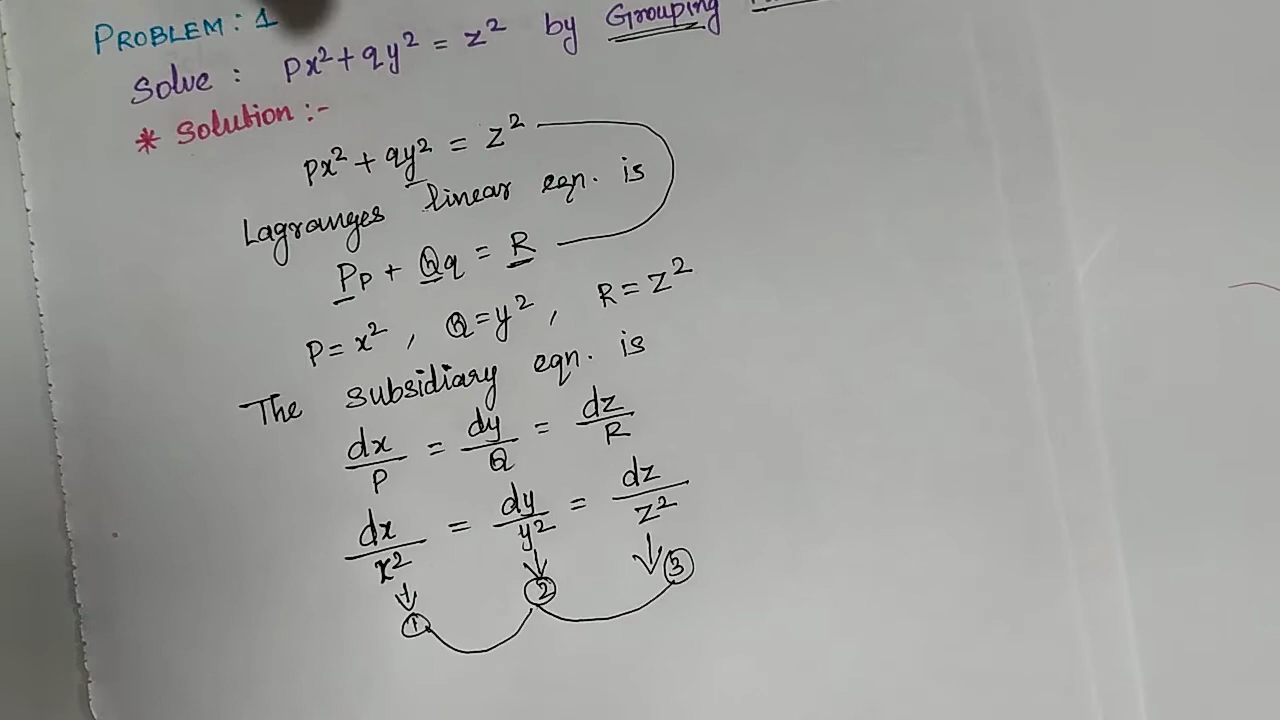 PROBLEM: 1
Solve : px² + qy² = z² by Grouping
* Solution :-
px² + qy² = z²
Lagranges linear eqn. is
Pp + Qq = R
P = x² , Q = y² , R = z²
The subsidiary eqn. is
dx/P = dy/Q = dz/R
dx/x² = dy/y² = dz/z²
① ② ③